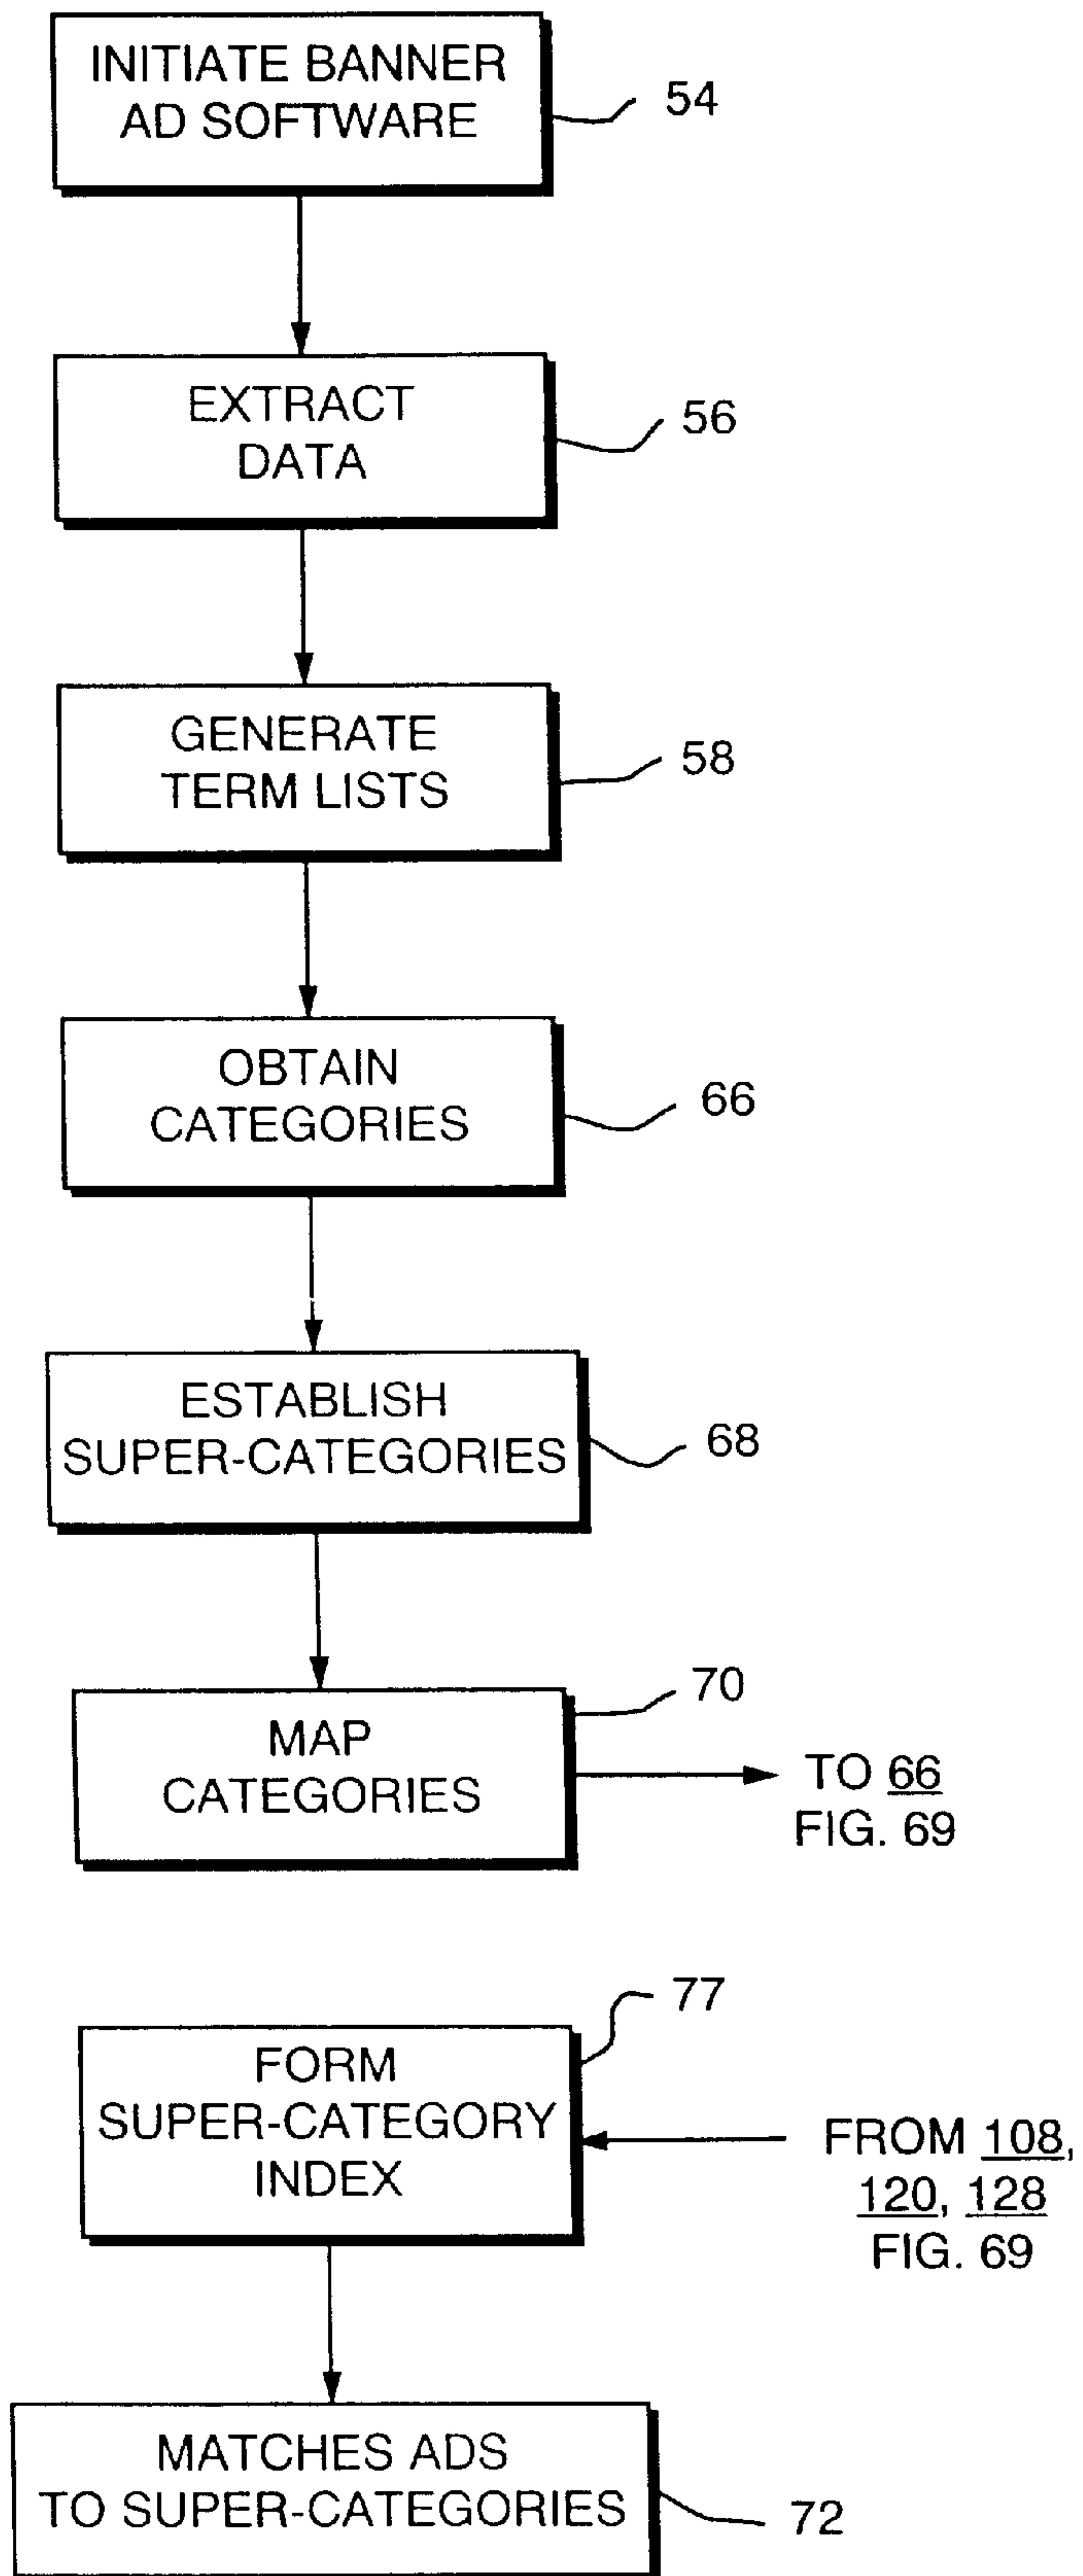 INITIATE BANNER
AD SOFTWARE
54
EXTRACT
DATA
56
GENERATE
TERM LISTS
58
OBTAIN
CATEGORIES
66
ESTABLISH
SUPER-CATEGORIES
68
70
MAP
CATEGORIES
TO 66
FIG. 69
77
FORM
SUPER-CATEGORY
INDEX
FROM 108,
120, 128
FIG. 69
MATCHES ADS
TO SUPER-CATEGORIES
72